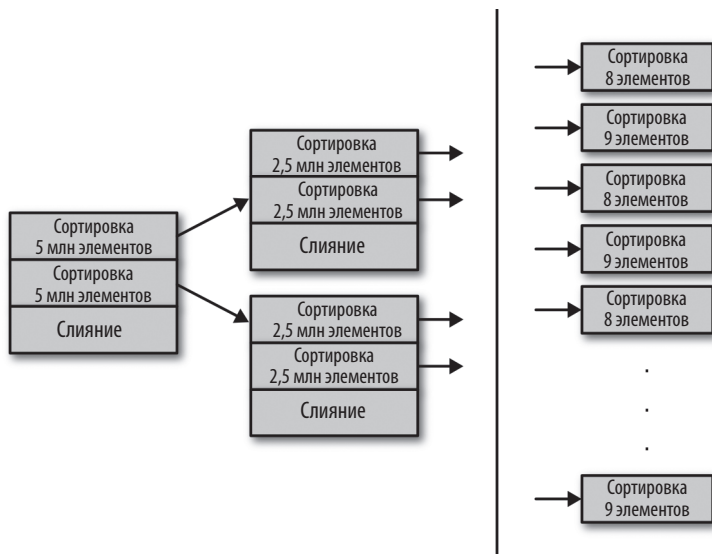 Сортировка
5 млн элементов
Сортировка
5 млн элементов
Слияние
Сортировка
2,5 млн элементов
Сортировка
2,5 млн элементов
Слияние
Сортировка
2,5 млн элементов
Сортировка
2,5 млн элементов
Слияние
Сортировка
8 элементов
Сортировка
9 элементов
Сортировка
8 элементов
Сортировка
9 элементов
Сортировка
8 элементов
.
.
.
Сортировка
9 элементов